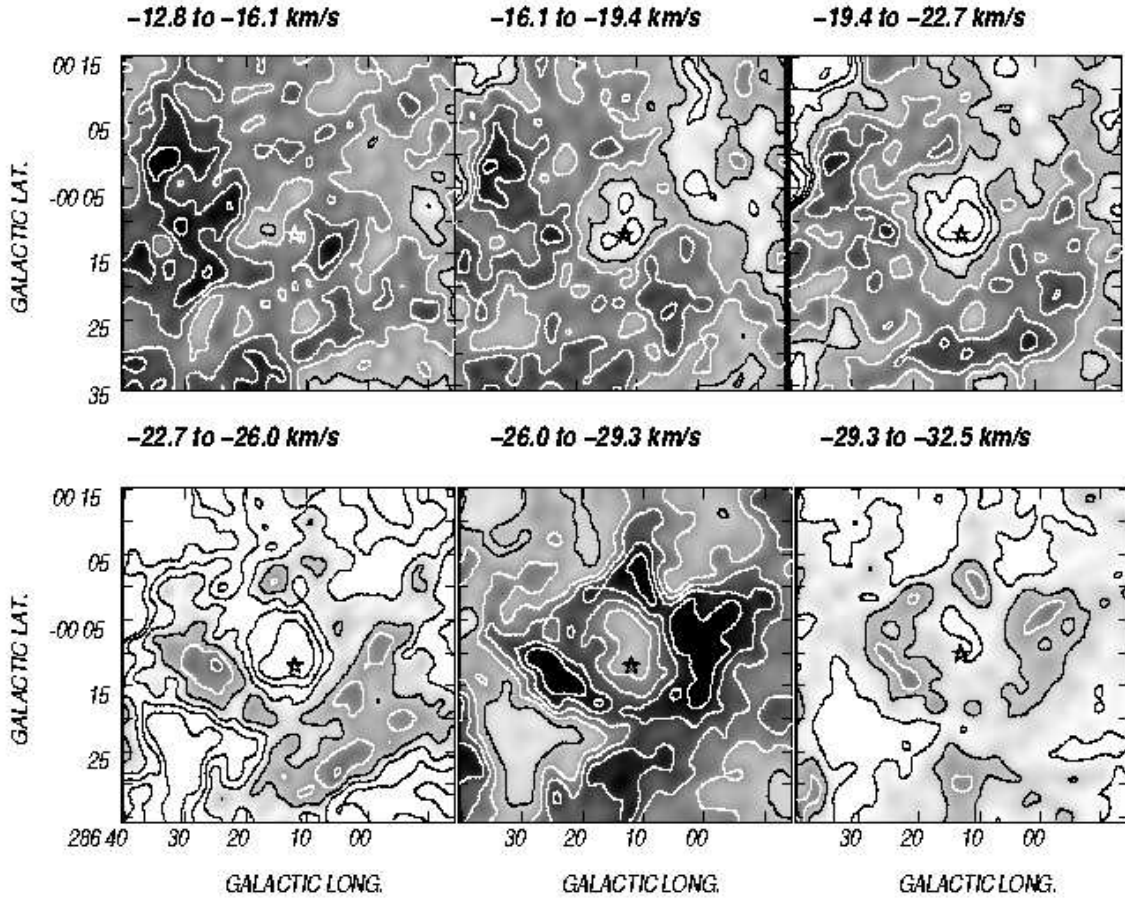 −12.8 to −16.1 km/s −16.1 to −19.4 km/s −19.4 to −22.7 km/s
00 15
05
-00 05
15
25
35
GALACTIC LAT.
−22.7 to −26.0 km/s −26.0 to −29.3 km/s −29.3 to −32.5 km/s
00 15
05
-00 05
15
25
GALACTIC LAT.
286 40 30 20 10 00 30 20 10 00 30 20 10 00
GALACTIC LONG. GALACTIC LONG. GALACTIC LONG.